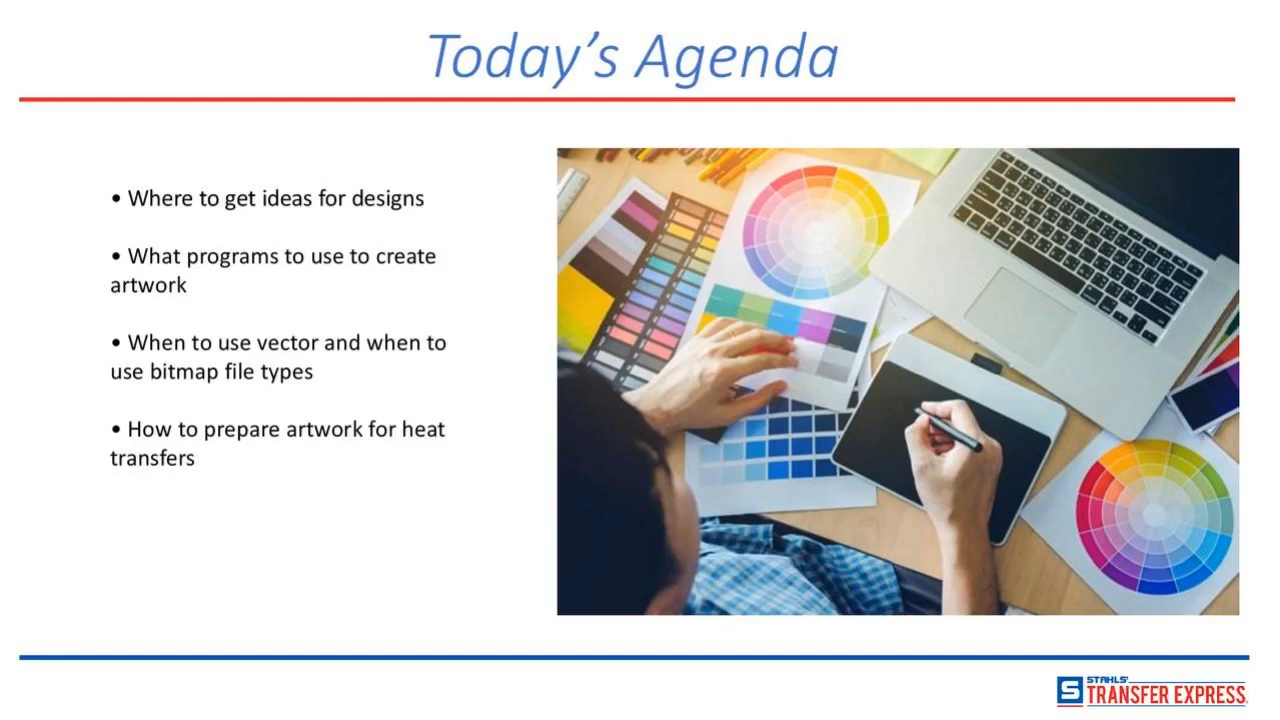 Today’s Agenda
• Where to get ideas for designs
• What programs to use to create
artwork
• When to use vector and when to
use bitmap file types
• How to prepare artwork for heat
transfers
S
STAHLS'
TRANSFER EXPRESS